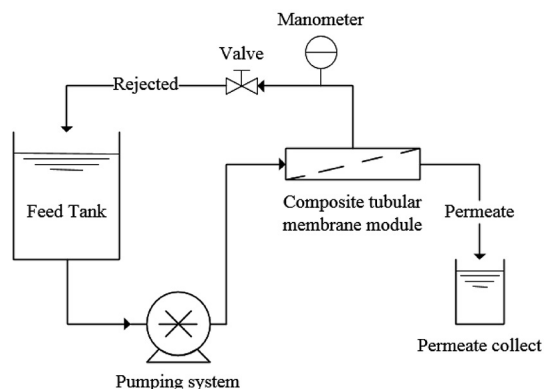 Manometer
Valve
Rejected
Feed Tank
Composite tubular
membrane module
Permeate
Permeate collect
Pumping system